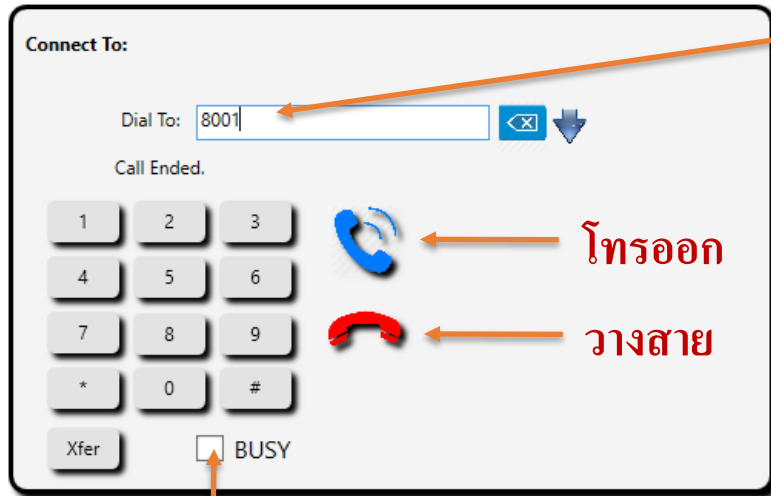 Connect To:
Dial To: 8001
Call Ended.
1 2 3
โทรออก
4 5 6
7 8 9
วางสาย
* 0 #
Xfer BUSY